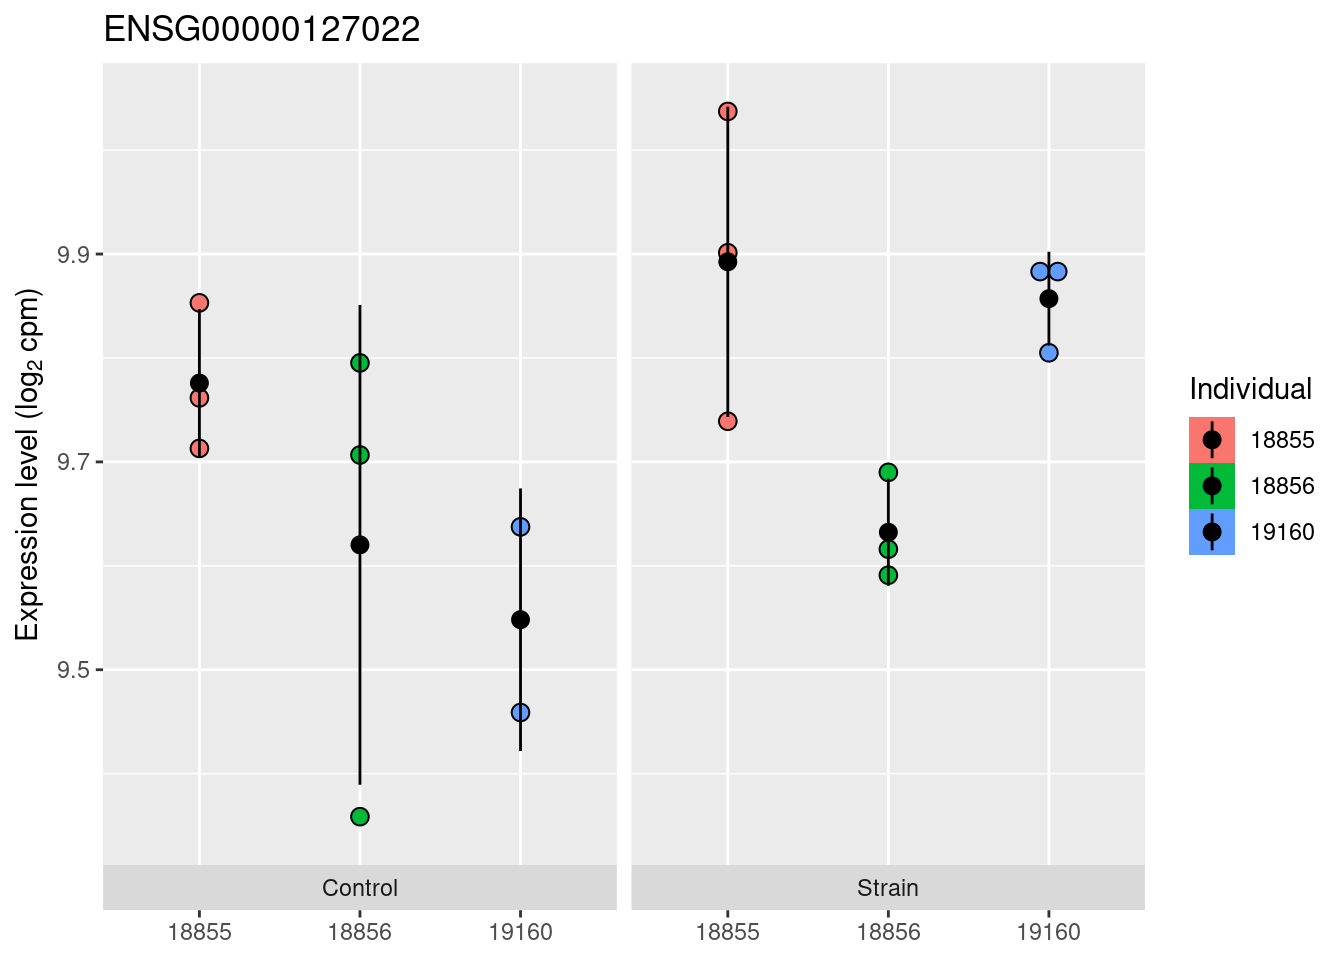 ENSG00000127022
Expression level (log₂ cpm)
9.9
9.7
9.5
Control
Strain
18855
18856
19160
18855
18856
19160
Individual
18855
18856
19160